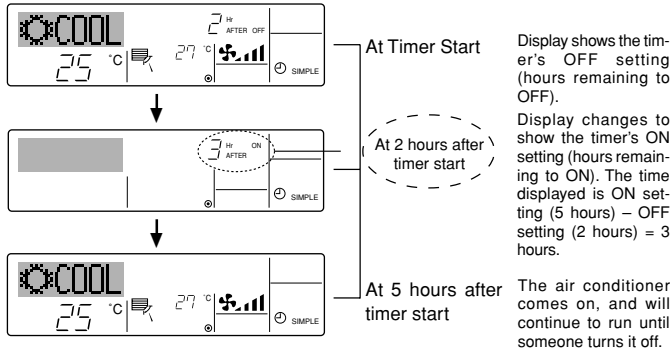 COOL
2 Hr
AFTER OFF
25 °C
27 °C
SIMPLE
At Timer Start
Display shows the tim-
er's OFF setting
(hours remaining to
OFF).
3 Hr ON
AFTER
SIMPLE
At 2 hours after
timer start
Display changes to
show the timer's ON
setting (hours remain-
ing to ON). The time
displayed is ON set-
ting (5 hours) – OFF
setting (2 hours) = 3
hours.
COOL
25 °C
27 °C
SIMPLE
At 5 hours after
timer start
The air conditioner
comes on, and will
continue to run until
someone turns it off.